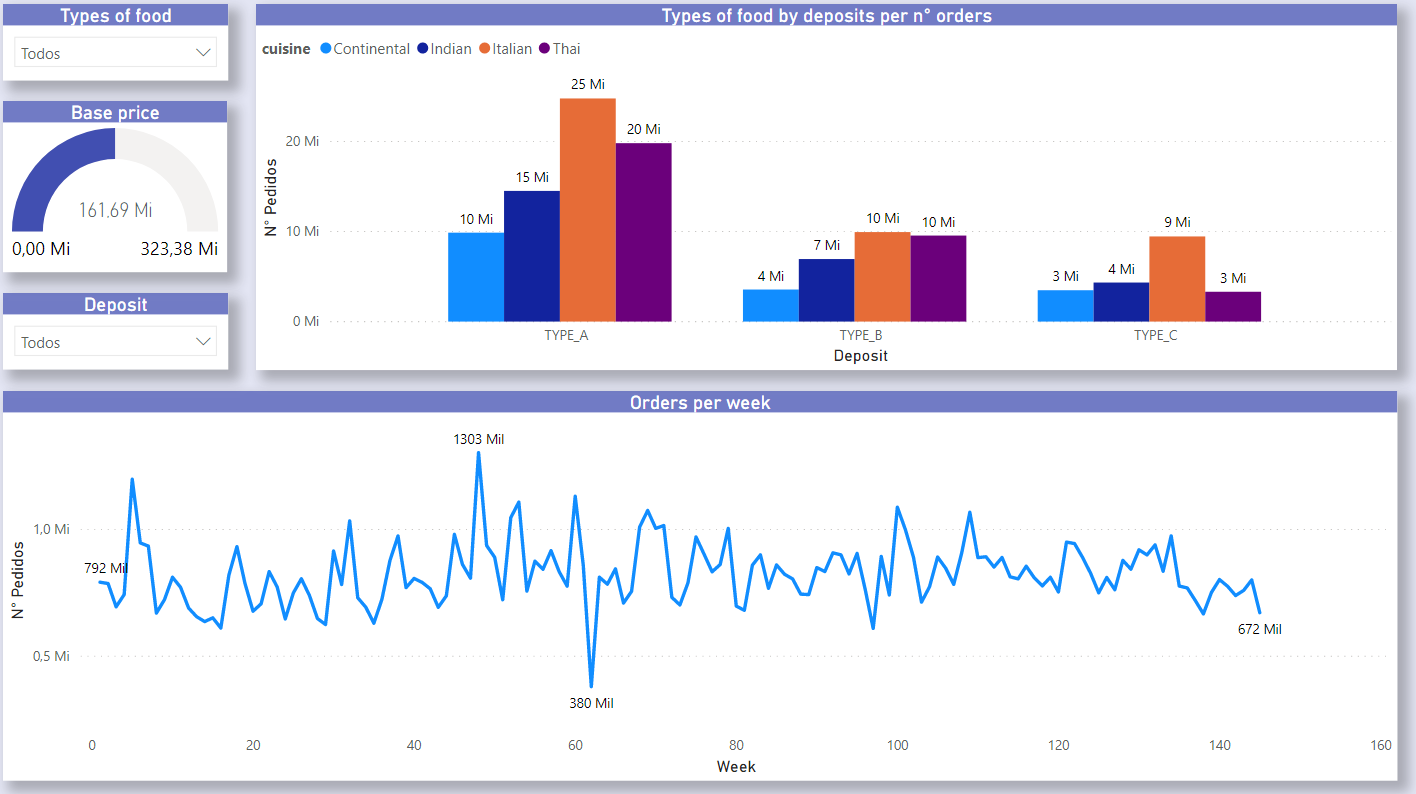 Types of food
Todos
Base price
161,69 Mi
0,00 Mi 323,38 Mi
Deposit
Todos
Types of food by deposits per n° orders
cuisine Continental Indian Italian Thai
N° Pedidos
20 Mi
10 Mi
0 Mi
10 Mi
15 Mi
25 Mi
20 Mi
4 Mi
7 Mi
10 Mi
10 Mi
3 Mi
4 Mi
9 Mi
3 Mi
TYPE_A TYPE_B TYPE_C
Deposit
Orders per week
N° Pedidos
1,0 Mi
0,5 Mi
792 Mil
1303 Mil
380 Mil
672 Mil
0 20 40 60 80 100 120 140 160
Week